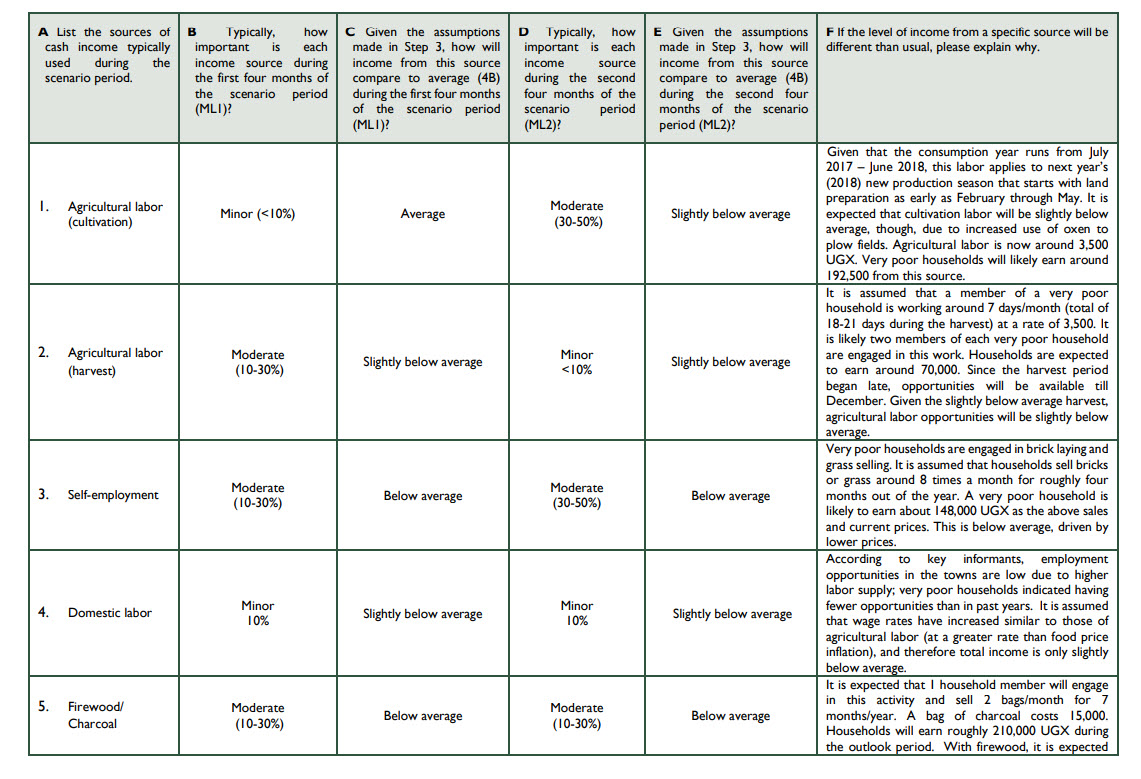 A List the sources of
cash income typically
used during the
scenario period.
B Typically, how
important is each
income source during
the first four months of
the scenario period
(ML1)?
C Given the assumptions
made in Step 3, how will
income from this source
compare to average (4B)
during the first four months
of the scenario period
(ML1)?
D Typically, how
important is each
income source
during the second
four months of the
scenario period
(ML2)?
E Given the assumptions
made in Step 3, how will
income from this source
compare to average (4B)
during the second four
months of the scenario
period (ML2)?
F If the level of income from a specific source will be
different than usual, please explain why.
1. Agricultural labor
(cultivation)
Minor (<10%)
Average
Moderate
(30-50%)
Slightly below average
Given that the consumption year runs from July
2017 – June 2018, this labor applies to next year's
(2018) new production season that starts with land
preparation as early as February through May. It is
expected that cultivation labor will be slightly below
average, though, due to increased use of oxen to
plow fields. Agricultural labor is now around 3,500
UGX. Very poor households will likely earn around
192,500 from this source.
2. Agricultural labor
(harvest)
Moderate
(10-30%)
Slightly below average
Minor
<10%
Slightly below average
It is assumed that a member of a very poor
household is working around 7 days/month (total of
18-21 days during the harvest) at a rate of 3,500. It
is likely two members of each very poor household
are engaged in this work. Households are expected
to earn around 70,000. Since the harvest period
began late, opportunities will be available till
December. Given the slightly below average harvest,
agricultural labor opportunities will be slightly below
average.
3. Self-employment
Moderate
(10-30%)
Below average
Moderate
(30-50%)
Below average
Very poor households are engaged in brick laying and
grass selling. It is assumed that households sell bricks
or grass around 8 times a month for roughly four
months out of the year. A very poor household is
likely to earn about 148,000 UGX as the above sales
and current prices. This is below average, driven by
lower prices.
4. Domestic labor
Minor
10%
Slightly below average
Minor
10%
Slightly below average
According to key informants, employment
opportunities in the towns are low due to higher
labor supply; very poor households indicated having
fewer opportunities than in past years. It is assumed
that wage rates have increased similar to those of
agricultural labor (at a greater rate than food price
inflation), and therefore total income is only slightly
below average.
5. Firewood/
Charcoal
Moderate
(10-30%)
Below average
Moderate
(10-30%)
Below average
It is expected that 1 household member will engage
in this activity and sell 2 bags/month for 7
months/year. A bag of charcoal costs 15,000.
Households will earn roughly 210,000 UGX during
the outlook period. With firewood, it is expected